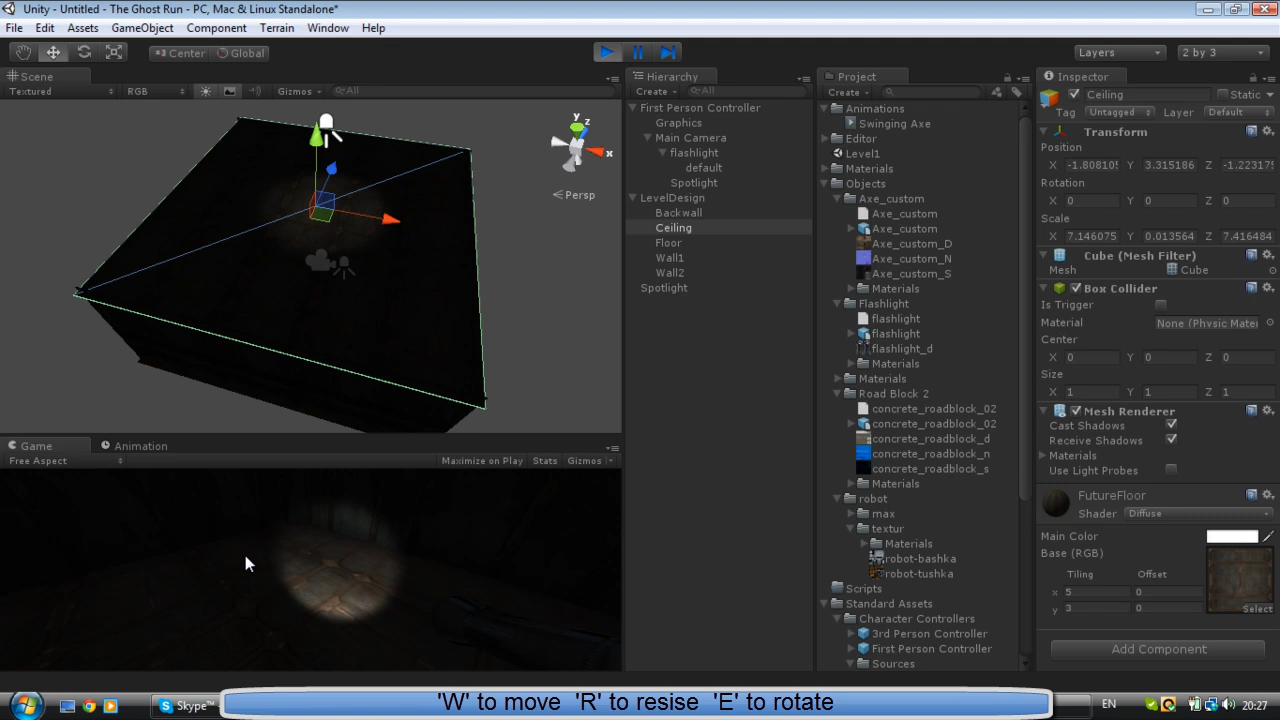 Unity - Untitled - The Ghost Run - PC, Mac & Linux Standalone*
File Edit Assets GameObject Component Terrain Window Help
Center Global Layers 2 by 3
Scene
Textured RGB Gizmos All
y
z
x
Persp
Game Animation
Free Aspect Maximize on Play Stats Gizmos
Hierarchy
Create All
First Person Controller
Graphics
Main Camera
flashlight
default
Spotlight
LevelDesign
Backwall
Ceiling
Floor
Wall1
Wall2
Spotlight
Project
Create
Animations
Swinging Axe
Editor
Level1
Materials
Objects
Axe_custom
Axe_custom
Axe_custom
Axe_custom_D
Axe_custom_N
Axe_custom_S
Materials
Flashlight
flashlight
flashlight
flashlight_d
Materials
Materials
Road Block 2
concrete_roadblock_02
concrete_roadblock_02
concrete_roadblock_d
concrete_roadblock_n
concrete_roadblock_s
Materials
robot
max
textur
Materials
robot-bashka
robot-tushka
Scripts
Standard Assets
Character Controllers
3rd Person Controller
First Person Controller
Sources
Inspector
Ceiling Static
Tag Untagged Layer Default
Transform
Position
X -1.808105 Y 3.315186 Z -1.223175
Rotation
X 0 Y 0 Z 0
Scale
X 7.146075 Y 0.013564 Z 7.416484
Cube (Mesh Filter)
Mesh Cube
Box Collider
Is Trigger
Material None (Physic Mater
Center
X 0 Y 0 Z 0
Size
X 1 Y 1 Z 1
Mesh Renderer
Cast Shadows
Receive Shadows
Materials
Use Light Probes
FutureFloor
Shader Diffuse
Main Color
Base (RGB)
Tiling Offset
x 5 0
y 3 0
Select
Add Component
Skype™
'W' to move 'R' to resise 'E' to rotate
EN
20:27